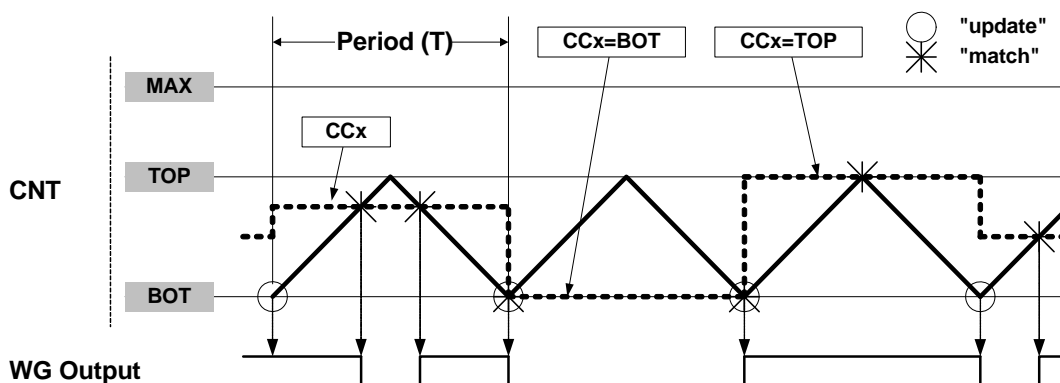 Period (T)
CCx=BOT
CCx=TOP
"update"
"match"
MAX
CCx
TOP
CNT
BOT
WG Output